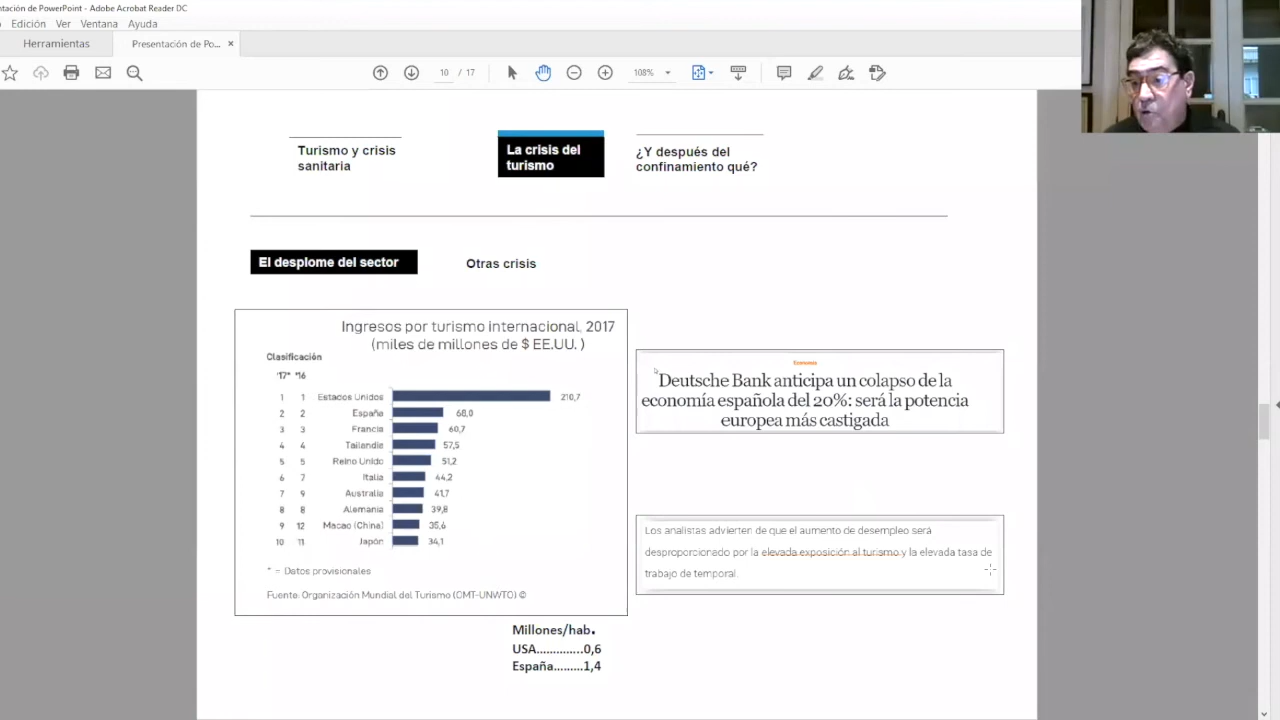 ntación de PowerPoint - Adobe Acrobat Reader DC
Edición Ver Ventana Ayuda
Herramientas
Presentación de Po... ×
10 / 17
108%
Turismo y crisis
sanitaria
La crisis del
turismo
¿Y después del
confinamiento qué?
El desplome del sector
Otras crisis
Ingresos por turismo internacional, 2017
(miles de millones de $ EE.UU. )
Clasificación
'17* '16
1 1 Estados Unidos 210,7
2 2 España 68,0
3 3 Francia 60,7
4 4 Tailandia 57,5
5 5 Reino Unido 51,2
6 7 Italia 44,2
7 9 Australia 41,7
8 8 Alemania 39,8
9 12 Macao (China) 35,6
10 11 Japón 34,1
* = Datos provisionales
Fuente: Organización Mundial del Turismo (OMT-UNWTO) ©
Millones/hab.
USA.............0,6
España.........1,4
Economía
Deutsche Bank anticipa un colapso de la
economía española del 20%: será la potencia
europea más castigada
Los analistas advierten de que el aumento de desempleo será
desproporcionado por la elevada exposición al turismo y la elevada tasa de
trabajo de temporal.